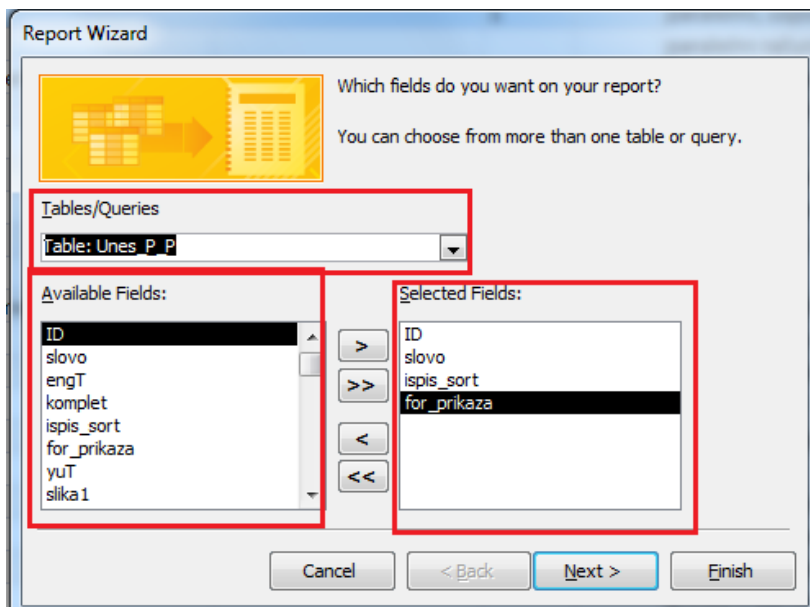 Report Wizard
Which fields do you want on your report?
You can choose from more than one table or query.
Tables/Queries
Table: Unes_P_P
Available Fields:
ID
slovo
engT
komplet
ispis_sort
for_prikaza
yuT
slika1
>
>>
<
<<
Selected Fields:
ID
slovo
ispis_sort
for_prikaza
Cancel
< Back
Next >
Finish